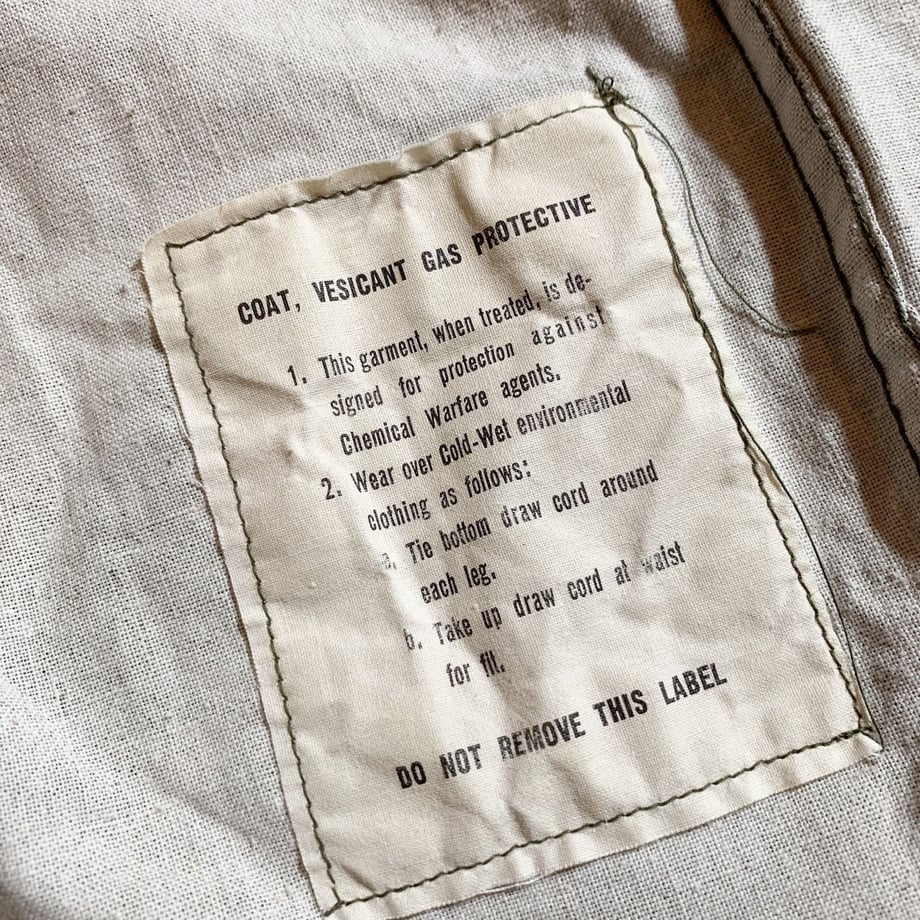 COAT, VESICANT GAS PROTECTIVE
1. This garment, when treated, is de-
signed for protection against
Chemical Warfare agents.
2. Wear over Cold-Wet environmental
clothing as follows:
a. Tie bottom draw cord around
each leg.
b. Take up draw cord at waist
for fit.
DO NOT REMOVE THIS LABEL